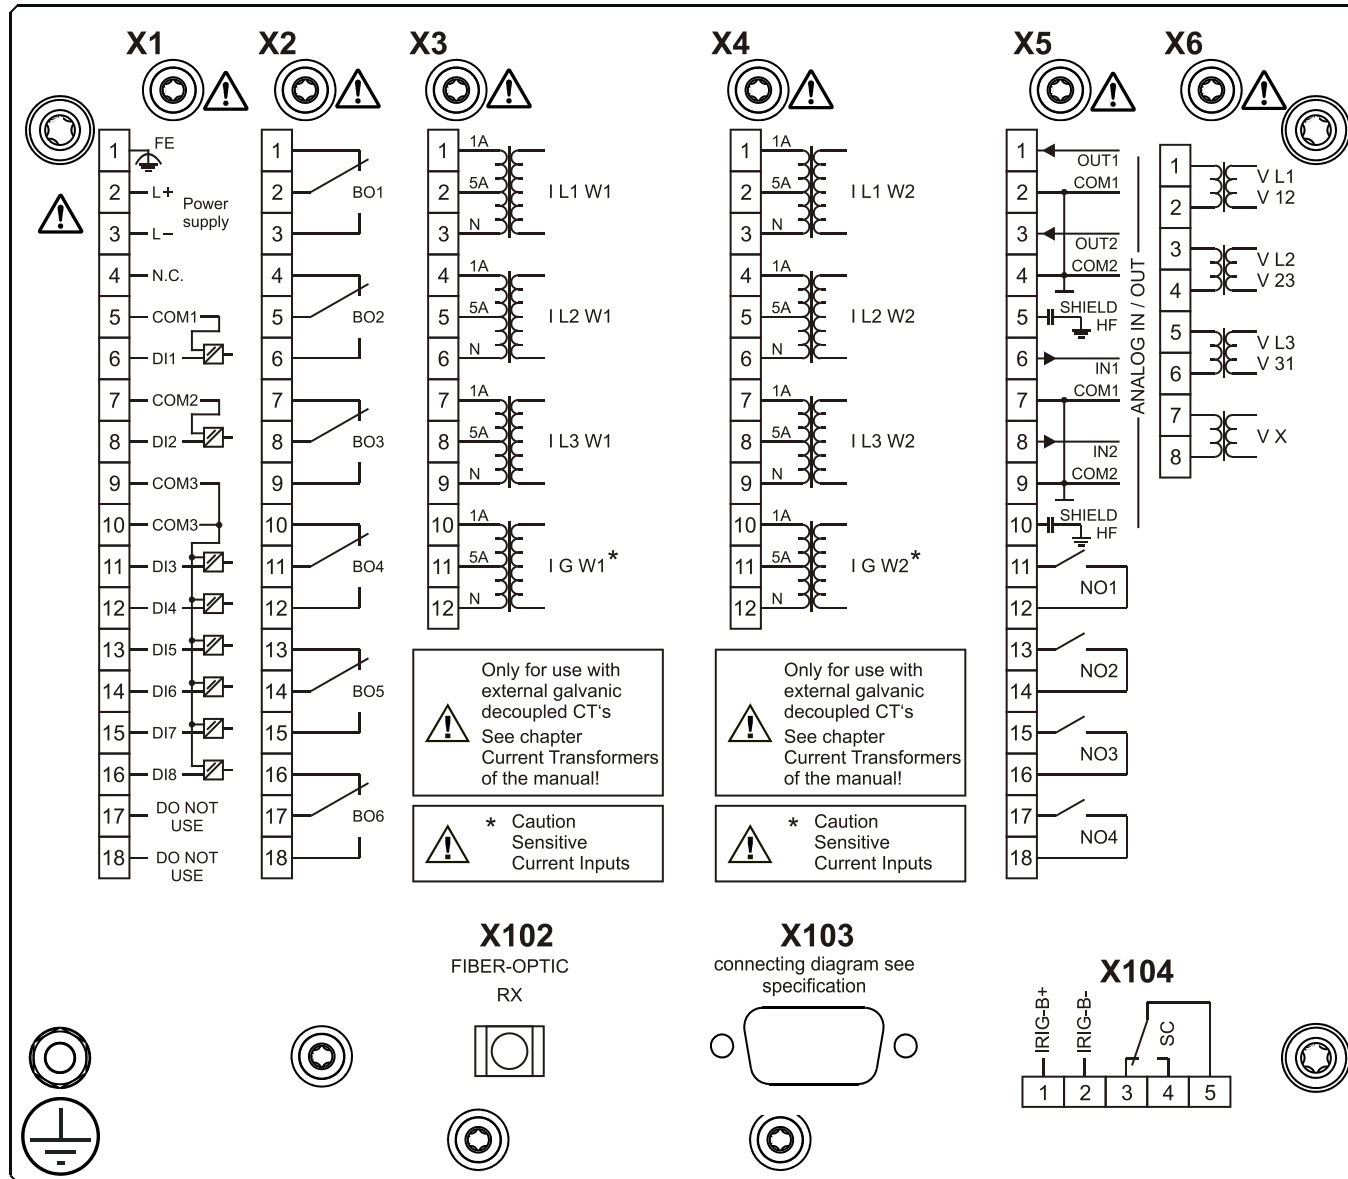 X1
X2
X3
X4
X5
X6
1 FE
2 L+
Power
supply
3 L–
4 N.C.
5 COM1
6 DI1
7 COM2
8 DI2
9 COM3
10 COM3
11 DI3
12 DI4
13 DI5
14 DI6
15 DI7
16 DI8
17 DO NOT
USE
18 DO NOT
USE
1
2 BO1
3
4
5 BO2
6
7
8 BO3
9
10
11 BO4
12
13
14 BO5
15
16
17 BO6
18
1 1A
2 5A I L1 W1
3 N
4 1A
5 5A I L2 W1
6 N
7 1A
8 5A I L3 W1
9 N
10 1A
11 5A I G W1*
12 N
Only for use with
external galvanic
decoupled CT‘s
See chapter
Current Transformers
of the manual!
* Caution
Sensitive
Current Inputs
1 1A
2 5A I L1 W2
3 N
4 1A
5 5A I L2 W2
6 N
7 1A
8 5A I L3 W2
9 N
10 1A
11 5A I G W2*
12 N
Only for use with
external galvanic
decoupled CT‘s
See chapter
Current Transformers
of the manual!
* Caution
Sensitive
Current Inputs
1 OUT1
2 COM1
3 OUT2
4 COM2
5 SHIELD
HF
6 IN1
7 COM1
8 IN2
9 COM2
10 SHIELD
HF
ANALOG IN / OUT
11
NO1
12
13
NO2
14
15
NO3
16
17
NO4
18
1 V L1
2 V 12
3 V L2
4 V 23
5 V L3
6 V 31
7
V X
8
X102
FIBER-OPTIC
RX
X103
connecting diagram see
specification
X104
IRIG-B+
IRIG-B-
SC
1 2 3 4 5